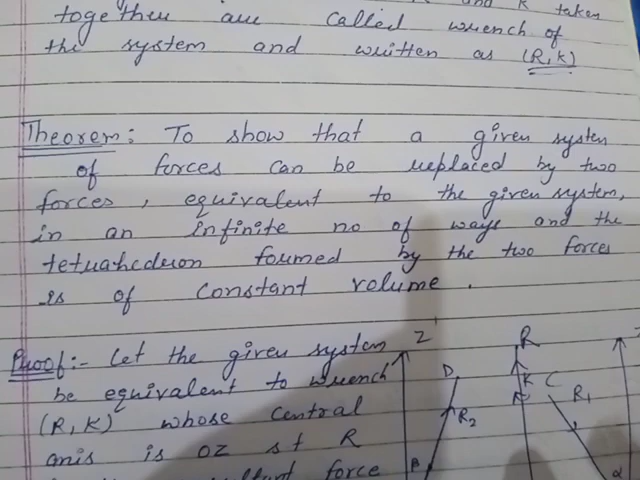 and K taken
together are called wrench of
the system and written as (R,K)
Theorem: To show that a given system
of forces can be replaced by two
forces, equivalent to the given system,
in an infinite no of ways and the
tetrahedron formed by the two forces
is of constant volume.
Proof:- Let the given system
be equivalent to wrench
(R,K) whose central
axis is OZ st R
force
Z'
R
D
K
C
R1
R2
B
α